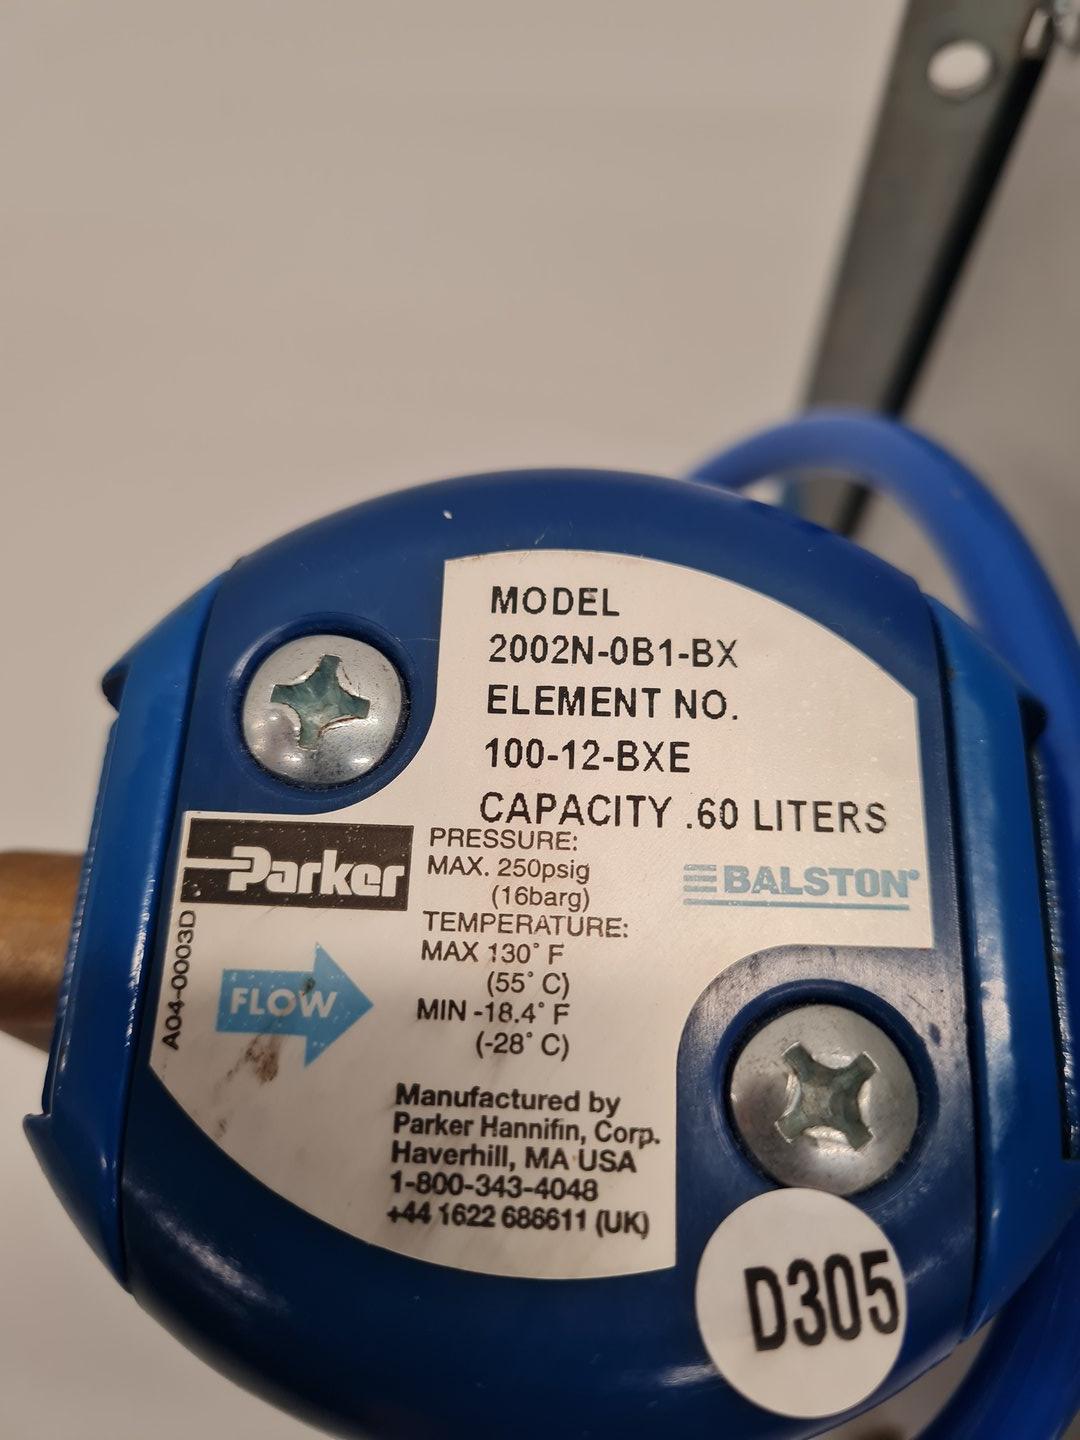 MODEL
2002N-0B1-BX
ELEMENT NO.
100-12-BXE
CAPACITY .60 LITERS
Parker
PRESSURE:
MAX. 250psig
(16barg)
BALSTON®
TEMPERATURE:
MAX 130° F
(55° C)
MIN -18.4° F
(-28° C)
A04-0003D
FLOW
Manufactured by
Parker Hannifin, Corp.
Haverhill, MA USA
1-800-343-4048
+44 1622 686611 (UK)
D305